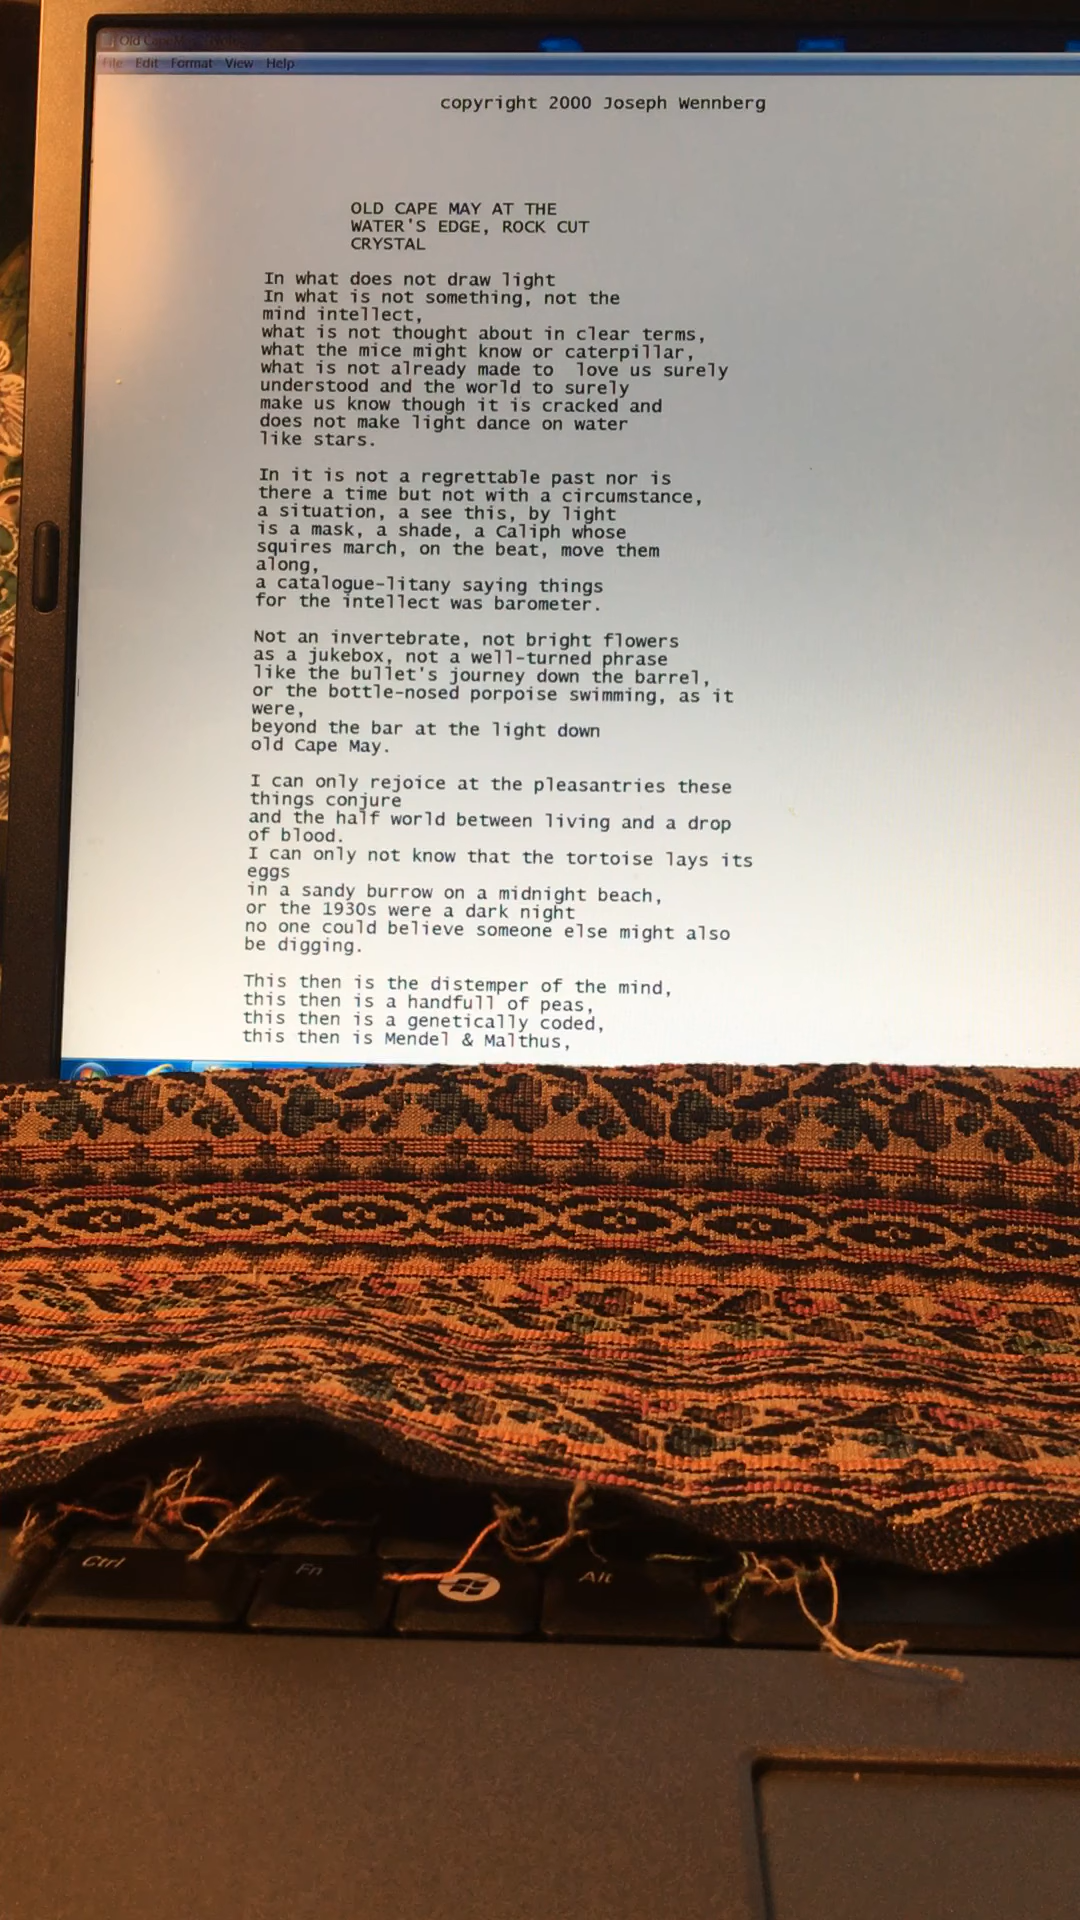 Old Cape May
File Edit Format View Help
copyright 2000 Joseph Wennberg
OLD CAPE MAY AT THE
WATER'S EDGE, ROCK CUT
CRYSTAL
In what does not draw light
In what is not something, not the
mind intellect,
what is not thought about in clear terms,
what the mice might know or caterpillar,
what is not already made to  love us surely
understood and the world to surely
make us know though it is cracked and
does not make light dance on water
like stars.
In it is not a regrettable past nor is
there a time but not with a circumstance,
a situation, a see this, by light
is a mask, a shade, a Caliph whose
squires march, on the beat, move them
along,
a catalogue-litany saying things
for the intellect was barometer.
Not an invertebrate, not bright flowers
as a jukebox, not a well-turned phrase
like the bullet's journey down the barrel,
or the bottle-nosed porpoise swimming, as it
were,
beyond the bar at the light down
old Cape May.
I can only rejoice at the pleasantries these
things conjure
and the half world between living and a drop
of blood.
I can only not know that the tortoise lays its
eggs
in a sandy burrow on a midnight beach,
or the 1930s were a dark night
no one could believe someone else might also
be digging.
This then is the distemper of the mind,
this then is a handfull of peas,
this then is a genetically coded,
this then is Mendel & Malthus,
Ctrl Fn Alt